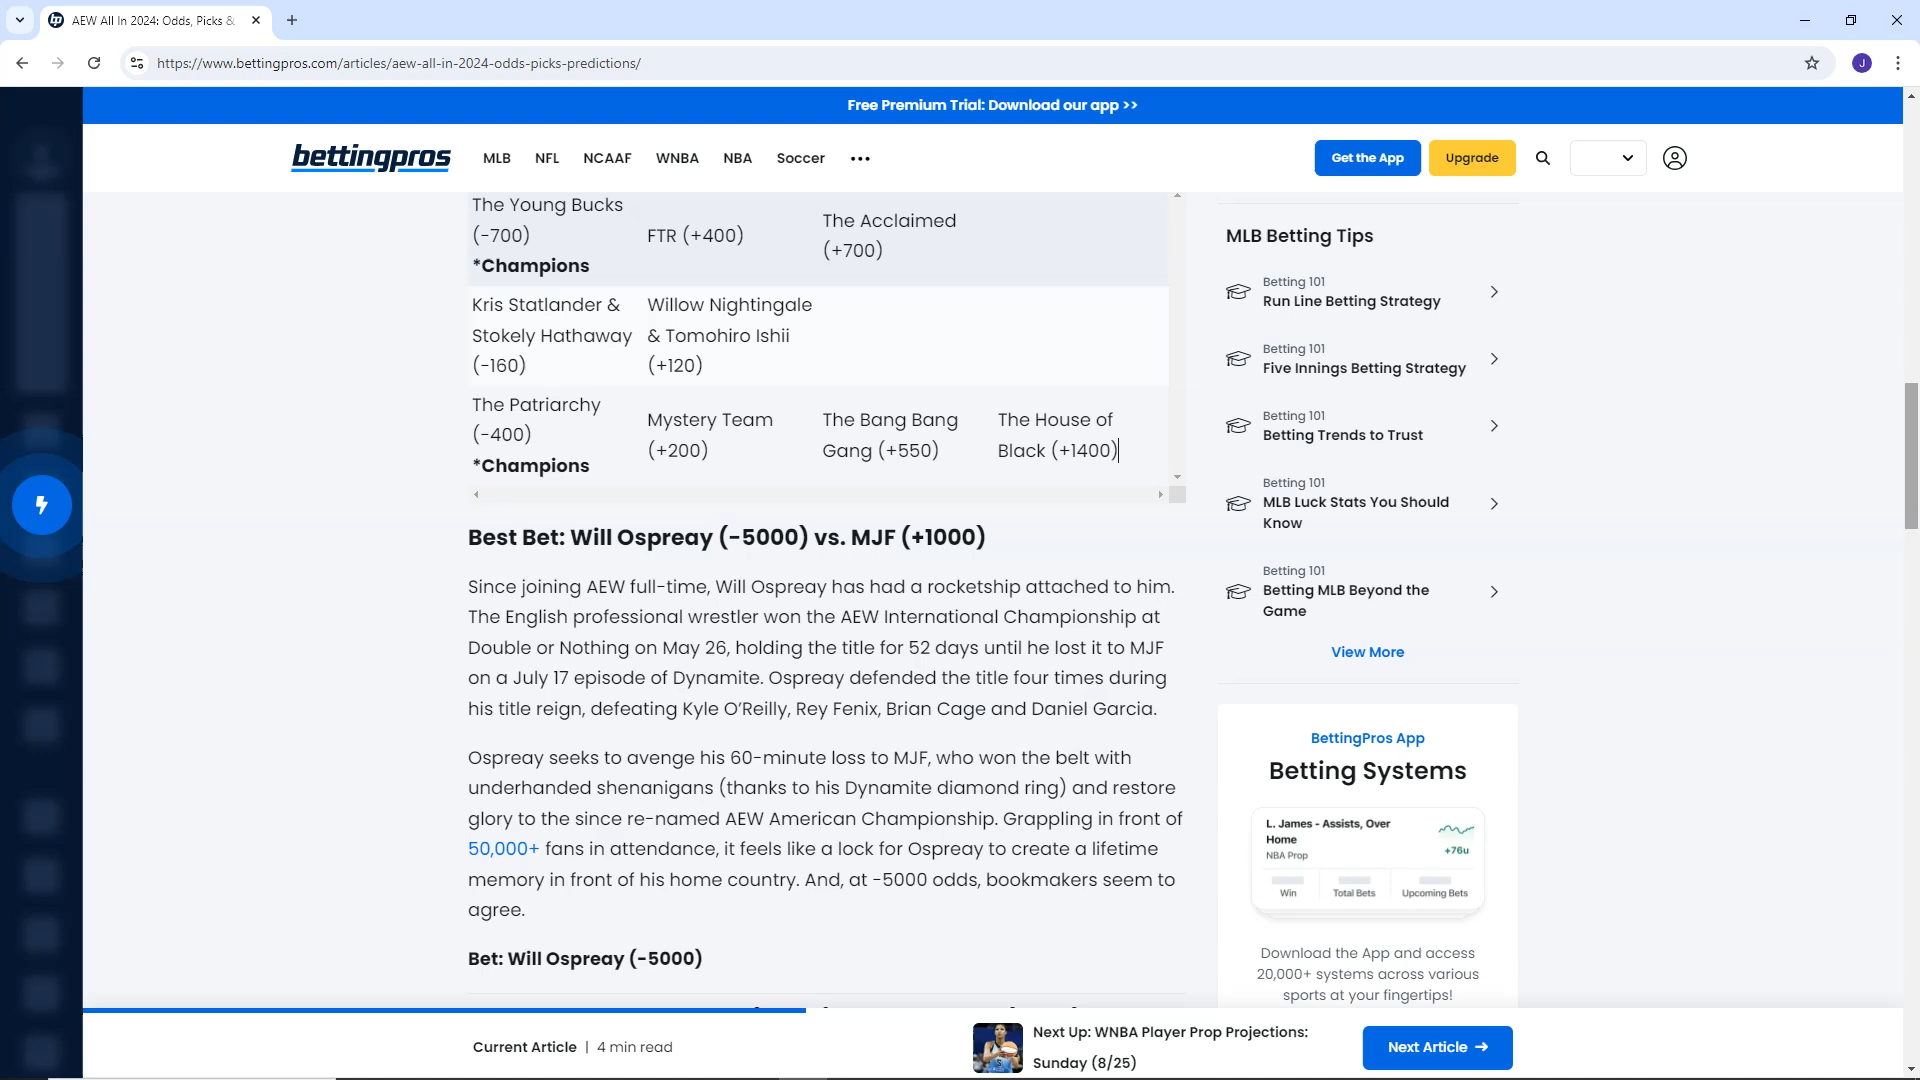 AEW All In 2024: Odds, Picks &
https://www.bettingpros.com/articles/aew-all-in-2024-odds-picks-predictions/
J
Free Premium Trial: Download our app >>
bettingpros
MLB NFL NCAAF WNBA NBA Soccer
Get the App
Upgrade
The Young Bucks
(-700)
*Champions
FTR (+400)
The Acclaimed
(+700)
Kris Statlander &
Stokely Hathaway
(-160)
Willow Nightingale
& Tomohiro Ishii
(+120)
The Patriarchy
(-400)
*Champions
Mystery Team
(+200)
The Bang Bang
Gang (+550)
The House of
Black (+1400)
Best Bet: Will Ospreay (-5000) vs. MJF (+1000)
Since joining AEW full-time, Will Ospreay has had a rocketship attached to him.
The English professional wrestler won the AEW International Championship at
Double or Nothing on May 26, holding the title for 52 days until he lost it to MJF
on a July 17 episode of Dynamite. Ospreay defended the title four times during
his title reign, defeating Kyle O’Reilly, Rey Fenix, Brian Cage and Daniel Garcia.
Ospreay seeks to avenge his 60-minute loss to MJF, who won the belt with
underhanded shenanigans (thanks to his Dynamite diamond ring) and restore
glory to the since re-named AEW American Championship. Grappling in front of
50,000+ fans in attendance, it feels like a lock for Ospreay to create a lifetime
memory in front of his home country. And, at -5000 odds, bookmakers seem to
agree.
Bet: Will Ospreay (-5000)
MLB Betting Tips
Betting 101
Run Line Betting Strategy
Betting 101
Five Innings Betting Strategy
Betting 101
Betting Trends to Trust
Betting 101
MLB Luck Stats You Should
Know
Betting 101
Betting MLB Beyond the
Game
View More
BettingPros App
Betting Systems
L. James - Assists, Over
Home
NBA Prop
+76u
Win Total Bets Upcoming Bets
Download the App and access
20,000+ systems across various
sports at your fingertips!
Current Article | 4 min read
Next Up: WNBA Player Prop Projections:
Sunday (8/25)
Next Article